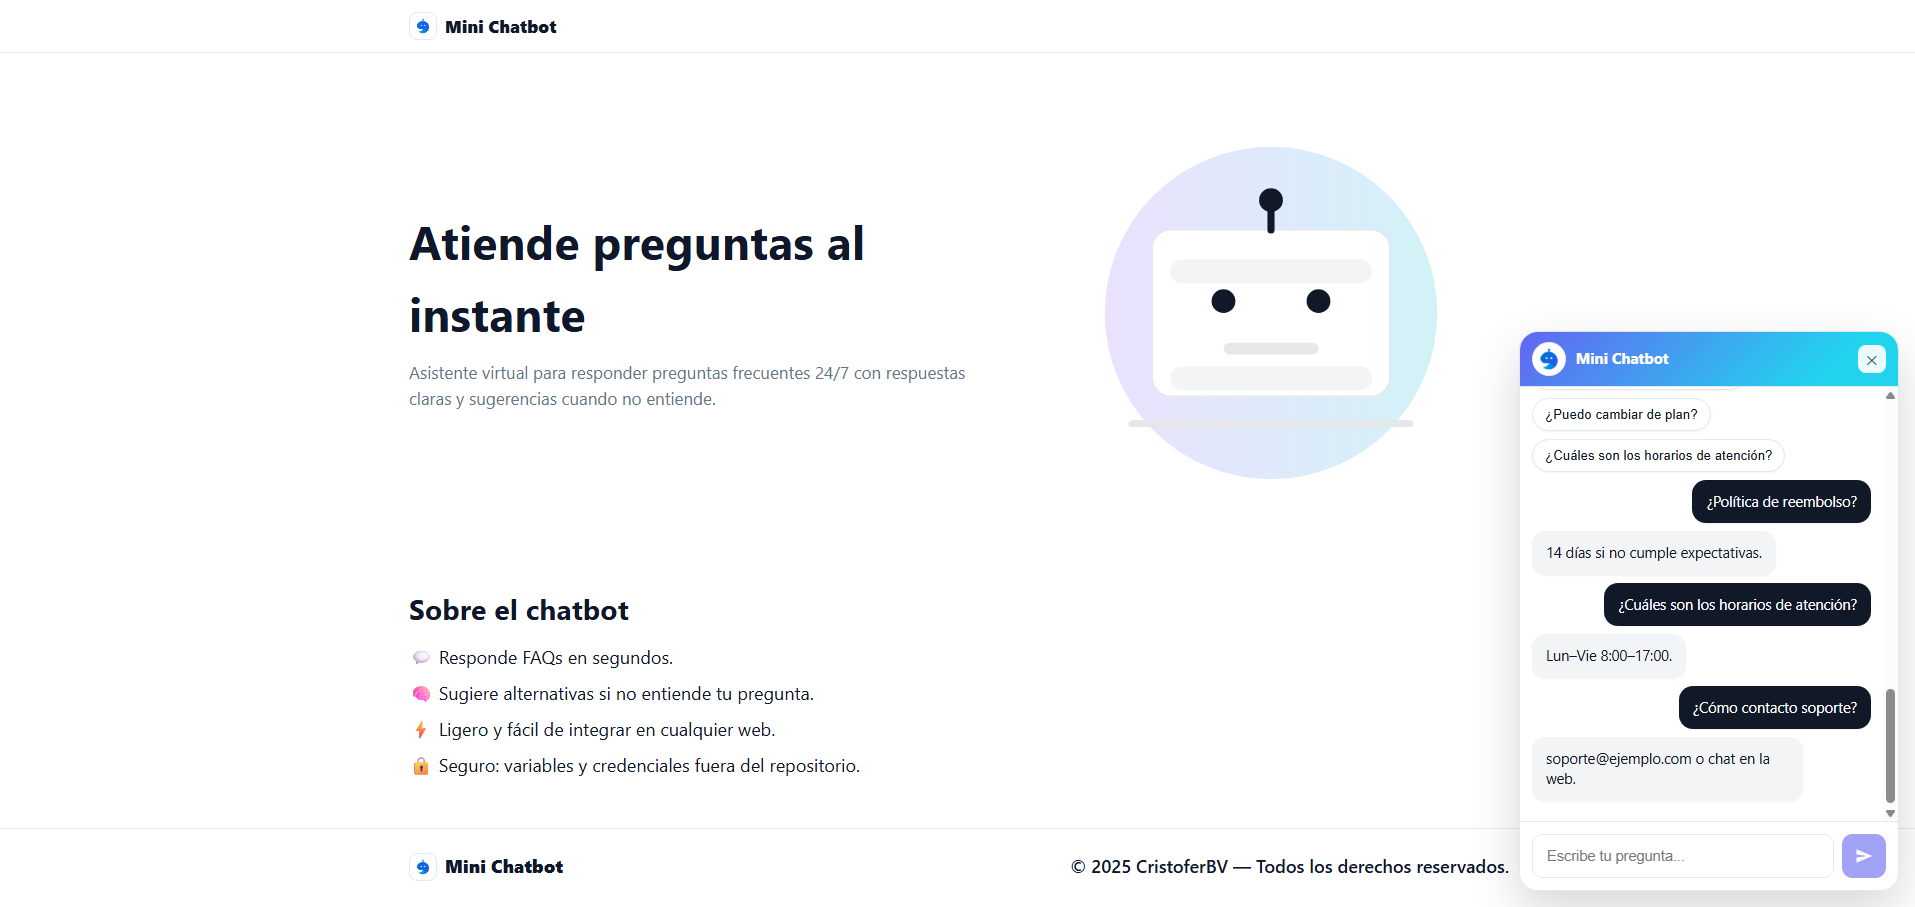 Mini Chatbot
Atiende preguntas al
instante
Asistente virtual para responder preguntas frecuentes 24/7 con respuestas
claras y sugerencias cuando no entiende.
Sobre el chatbot
Responde FAQs en segundos.
Sugiere alternativas si no entiende tu pregunta.
Ligero y fácil de integrar en cualquier web.
Seguro: variables y credenciales fuera del repositorio.
Mini Chatbot
© 2025 CristoferBV — Todos los derechos reservados.
Mini Chatbot
¿Puedo cambiar de plan?
¿Cuáles son los horarios de atención?
¿Política de reembolso?
14 días si no cumple expectativas.
¿Cuáles son los horarios de atención?
Lun–Vie 8:00–17:00.
¿Cómo contacto soporte?
soporte@ejemplo.com o chat en la
web.
Escribe tu pregunta...